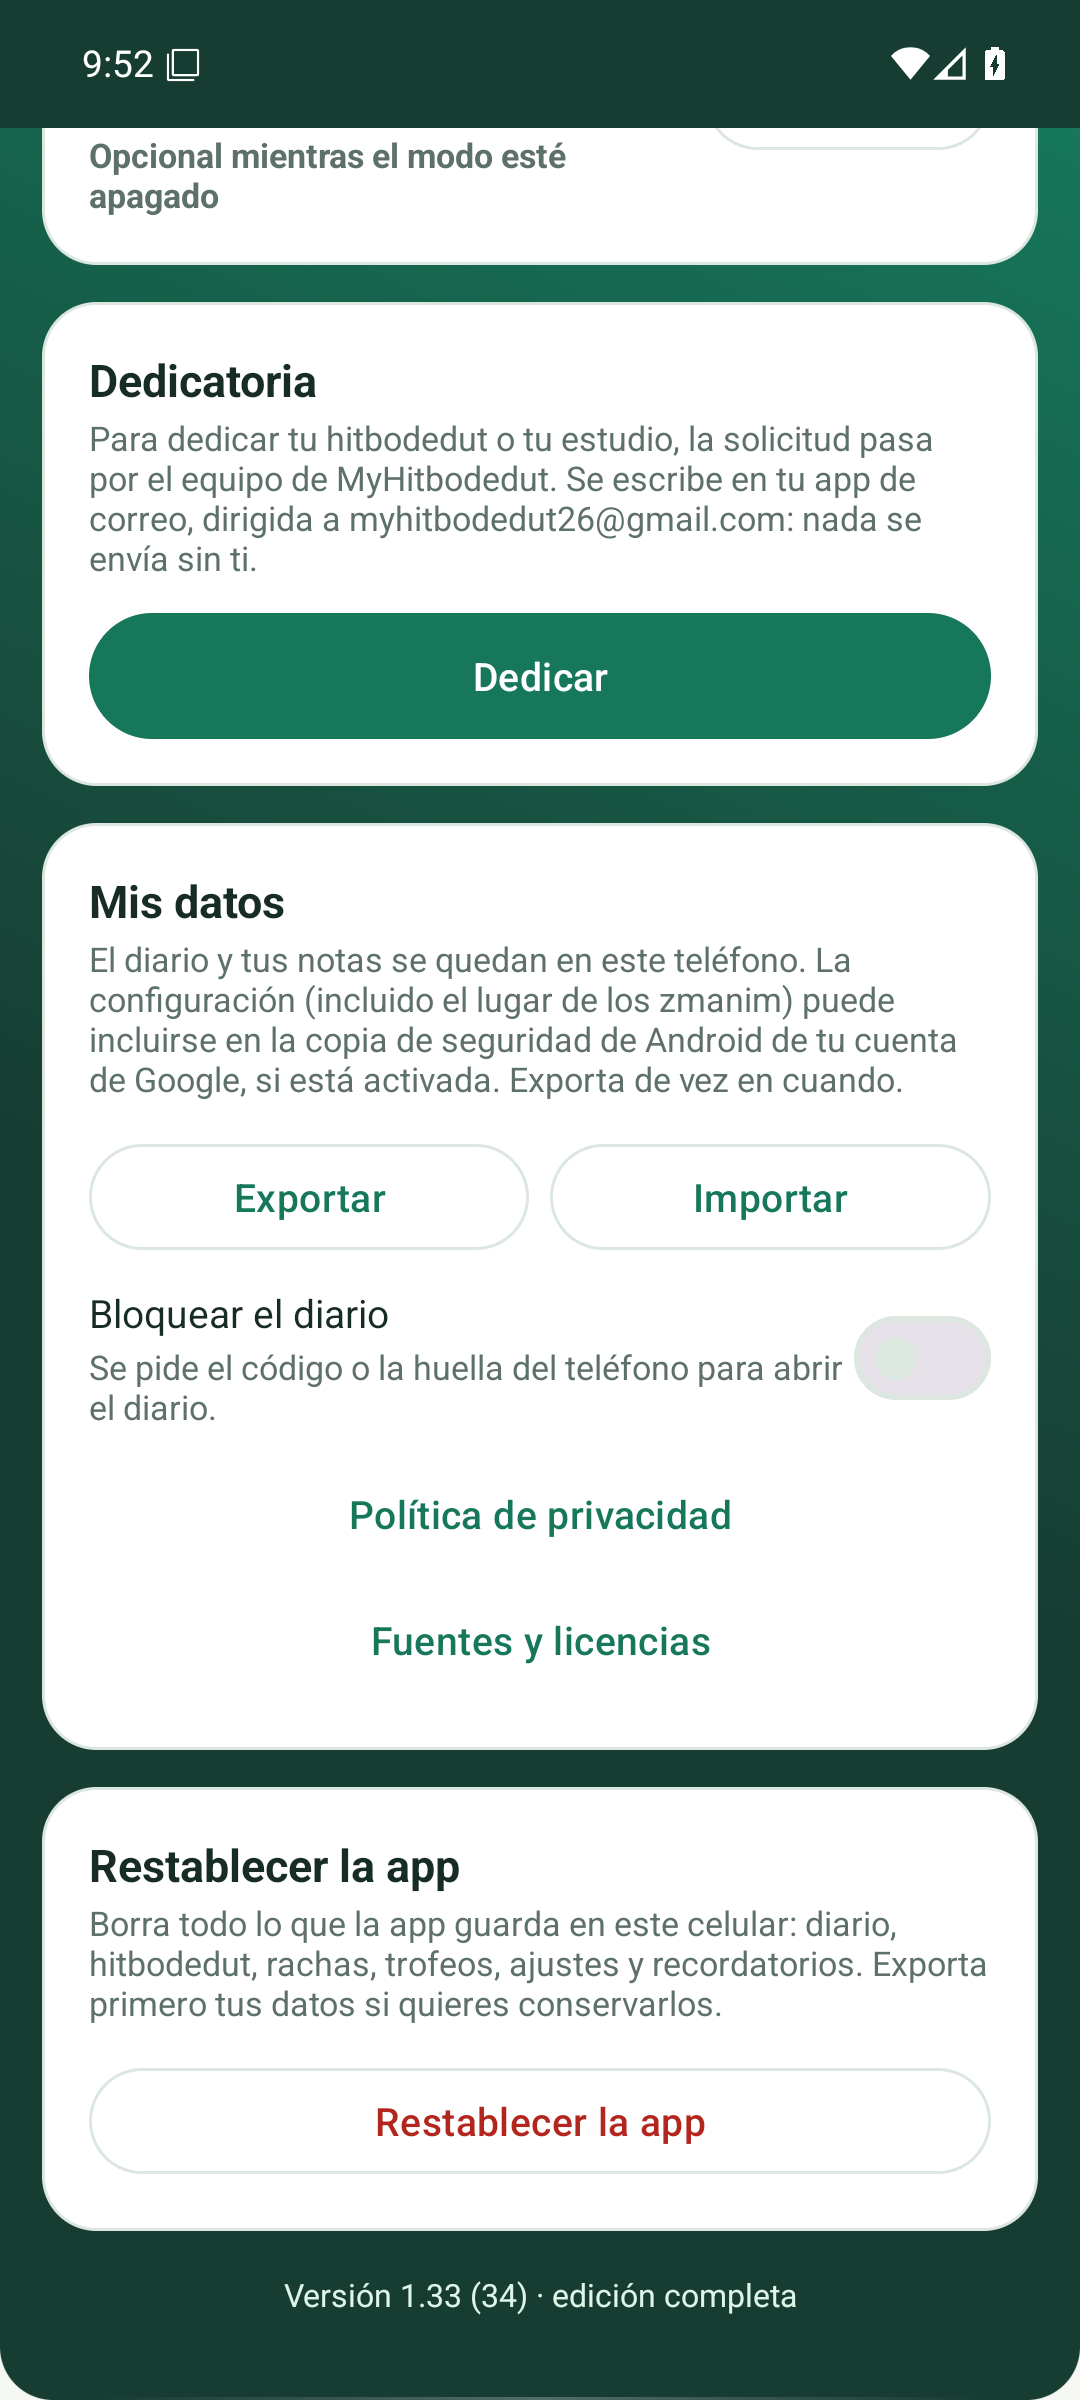 9:52
Opcional mientras el modo esté
apagado
Dedicatoria
Para dedicar tu hitbodedut o tu estudio, la solicitud pasa
por el equipo de MyHitbodedut. Se escribe en tu app de
correo, dirigida a myhitbodedut26@gmail.com: nada se
envía sin ti.
Dedicar
Mis datos
El diario y tus notas se quedan en este teléfono. La
configuración (incluido el lugar de los zmanim) puede
incluirse en la copia de seguridad de Android de tu cuenta
de Google, si está activada. Exporta de vez en cuando.
Exportar
Importar
Bloquear el diario
Se pide el código o la huella del teléfono para abrir
el diario.
Política de privacidad
Fuentes y licencias
Restablecer la app
Borra todo lo que la app guarda en este celular: diario,
hitbodedut, rachas, trofeos, ajustes y recordatorios. Exporta
primero tus datos si quieres conservarlos.
Restablecer la app
Versión 1.33 (34) · edición completa